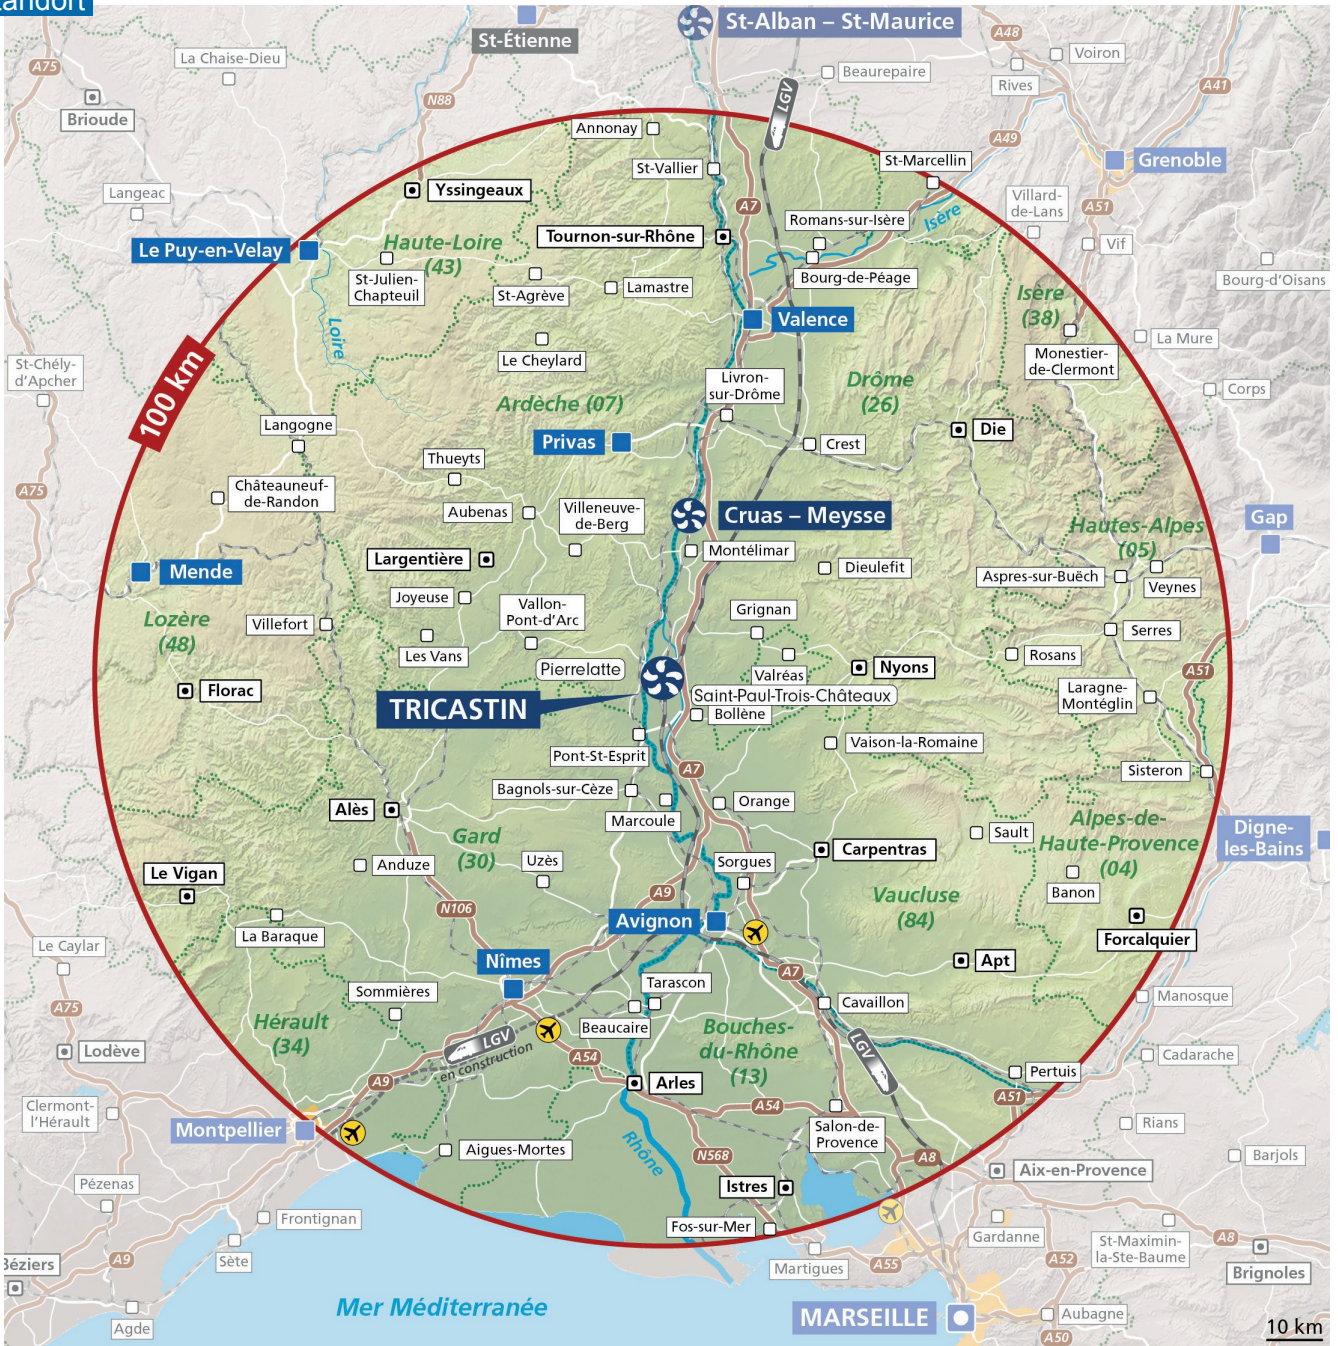 St-Étienne
St-Alban – St-Maurice
A48
Voiron
A75
La Chaise-Dieu
Beaurepaire
Rives
A41
N88
LGV
Brioude
Annonay
A49
St-Vallier
St-Marcellin
Grenoble
Langeac
Yssingeaux
Villard-
de-Lans
A7
A51
Romans-sur-Isère
Isère
Tournon-sur-Rhône
Le Puy-en-Velay
Haute-Loire
(43)
Vif
St-Julien-
Chapteuil
St-Agrève
Lamastre
Bourg-de-Péage
Bourg-d'Oisans
Isère
(38)
Loire
Valence
Le Cheylard
La Mure
Monestier-
de-Clermont
St-Chély-
d'Apcher
100 km
Livron-
sur-Drôme
Drôme
(26)
Corps
Ardèche (07)
Langogne
Privas
Crest
Die
Thueyts
A75
Châteauneuf-
de-Randon
Aubenas
Villeneuve-
de-Berg
Cruas – Meysse
Gap
Hautes-Alpes
(05)
Largentière
Montélimar
Mende
Dieulefit
Aspres-sur-Buëch
Veynes
Joyeuse
Vallon-
Pont-d'Arc
Grignan
Lozère
(48)
Villefort
Serres
Les Vans
Rosans
Pierrelatte
Valréas
Nyons
A51
Florac
Saint-Paul-Trois-Châteaux
Laragne-
Montéglin
TRICASTIN
Bollène
Pont-St-Esprit
Vaison-la-Romaine
A7
Sisteron
Bagnols-sur-Cèze
Orange
Alès
Marcoule
Gard
(30)
Sault
Alpes-de-
Haute-Provence
(04)
Digne-
les-Bains
Carpentras
Anduze
Uzès
Sorgues
Le Vigan
Banon
A9
Vaucluse
(84)
N106
Avignon
La Baraque
Forcalquier
Le Caylar
Nîmes
A7
Apt
Sommières
Tarascon
Cavaillon
Manosque
A75
Beaucaire
Hérault
(34)
Bouches-
du-Rhône
(13)
LGV
en construction
LGV
Lodève
A54
Cadarache
A9
Arles
Pertuis
A51
Clermont-
l'Hérault
A54
Salon-de-
Provence
Rians
Montpellier
Rhône
Aigues-Mortes
N568
A8
Barjols
Aix-en-Provence
Pézenas
Istres
Frontignan
Fos-sur-Mer
Gardanne
St-Maximin-
la-Ste-Baume
A8
Sète
A9
Martigues
A55
A52
Béziers
Brignoles
Mer Méditerranée
MARSEILLE
Aubagne
Agde
A50
10 km